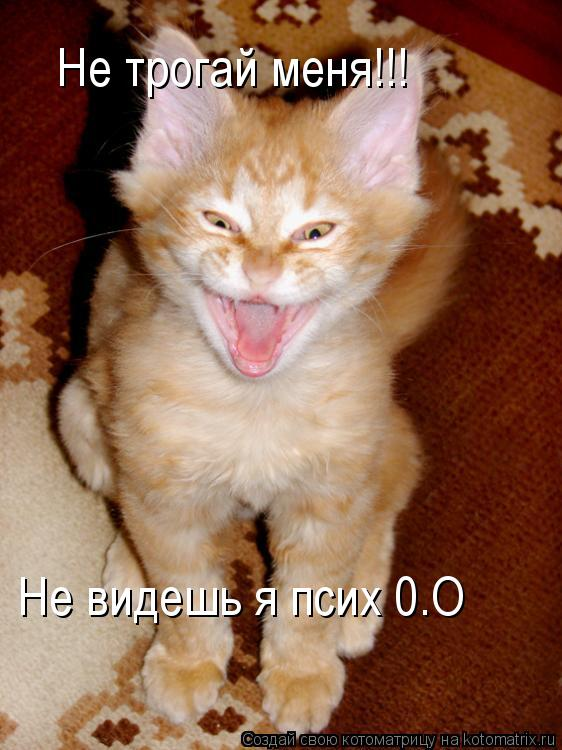 Не трогай меня!!!
Не видешь я псих 0.О
Создай свою котоматрицу на kotomatrix.ru